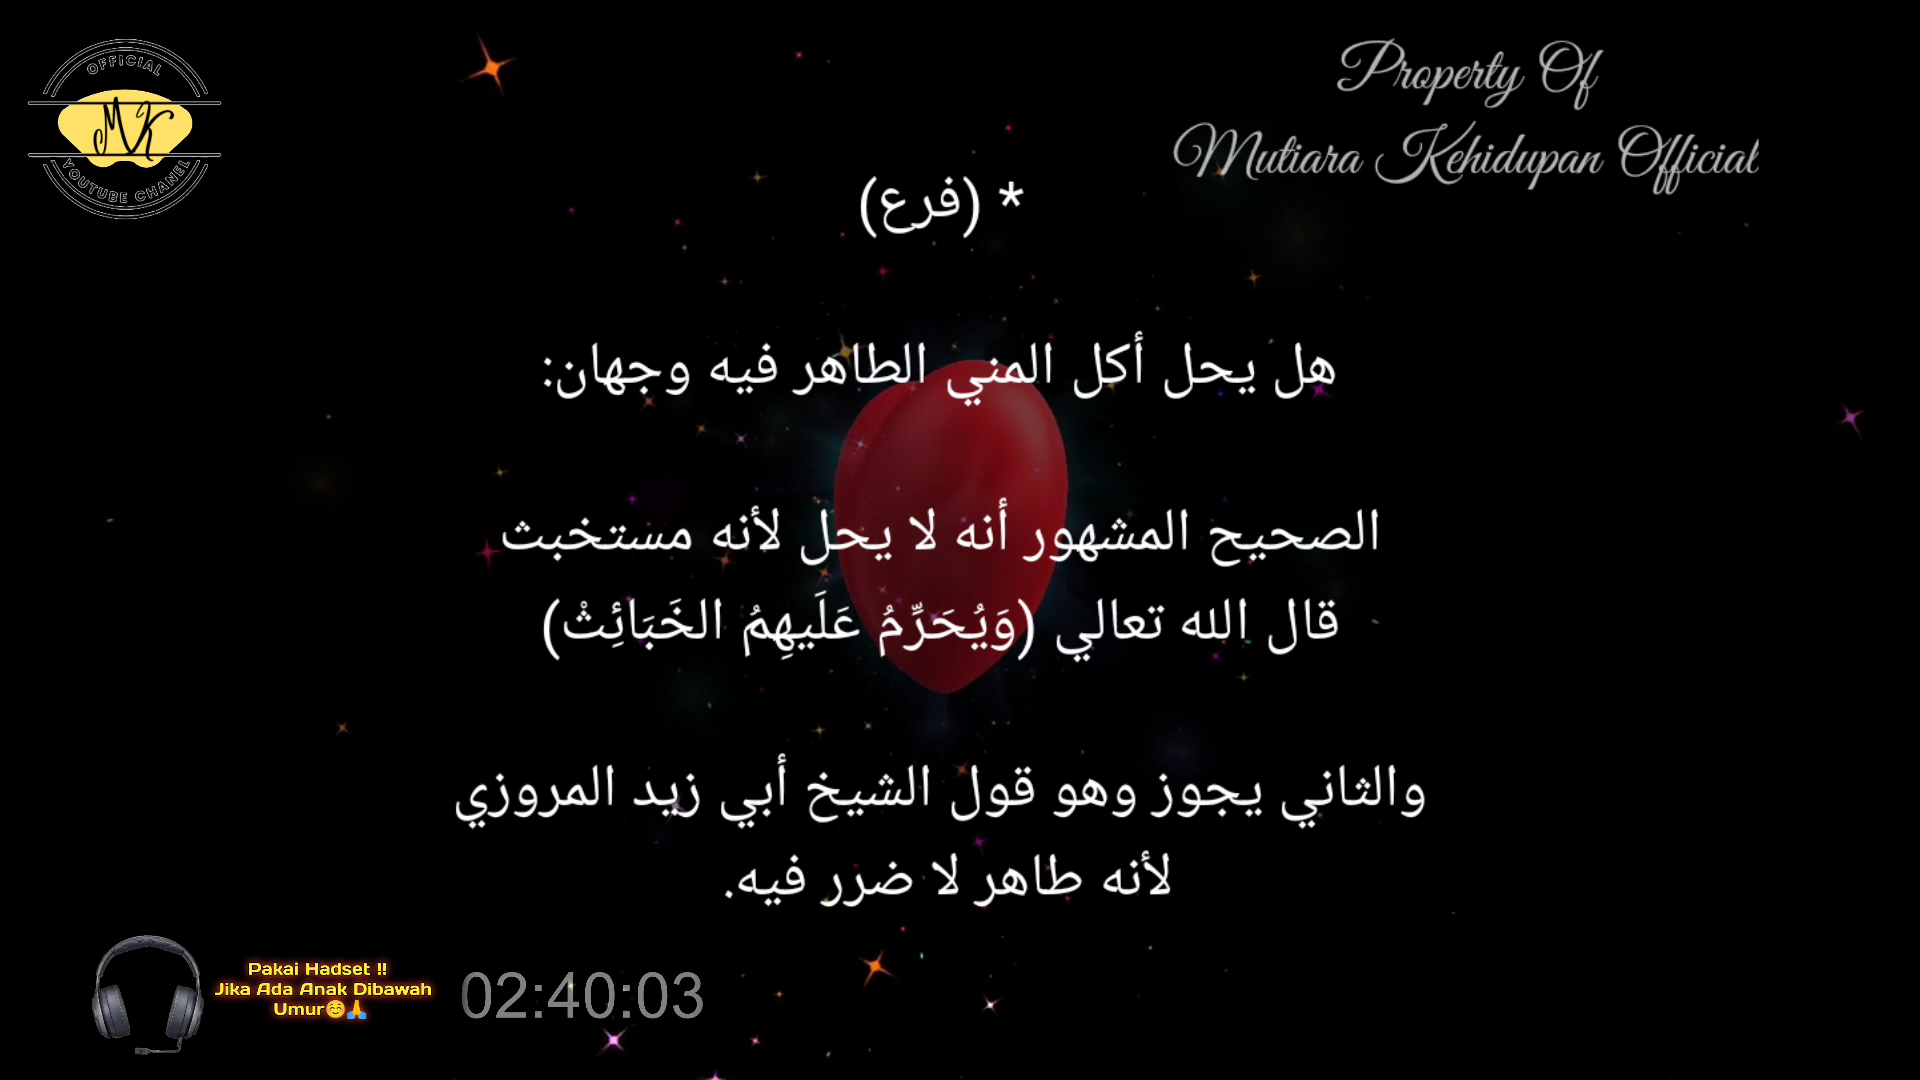 OFFICIAL
MK
YOUTUBE CHANEL
Property Of
Mutiara Kehidupan Official
* (فرع)
هل يحل أكل المني الطاهر فيه وجهان:
الصحيح المشهور أنه لا يحل لأنه مستخبث
قال الله تعالي (وَيُحَرِّمُ عَلَيهِمُ الخَبَائِثْ)
والثاني يجوز وهو قول الشيخ أبي زيد المروزي
لأنه طاهر لا ضرر فيه.
Pakai Hadset !!
Jika Ada Anak Dibawah
Umur😊🙏
02:40:03